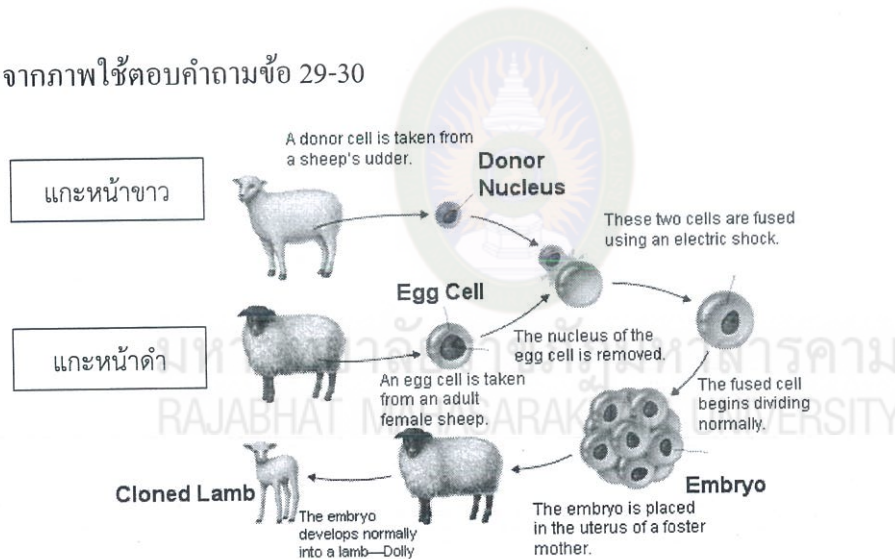 จากภาพใช้ตอบคำถามข้อ 29-30
แกะหน้าขาว
A donor cell is taken from
a sheep's udder.
Donor
Nucleus
These two cells are fused
using an electric shock.
แกะหน้าดำ
Egg Cell
The nucleus of the
egg cell is removed.
An egg cell is taken
from an adult
female sheep.
The fused cell
begins dividing
normally.
Embryo
The embryo is placed
in the uterus of a foster
mother.
Cloned Lamb
The embryo
develops normally
into a lamb—Dolly
มหาวิทยาลัยราชภัฏมหาสารคาม
RAJABHAT MAHASARAKHAM UNIVERSITY